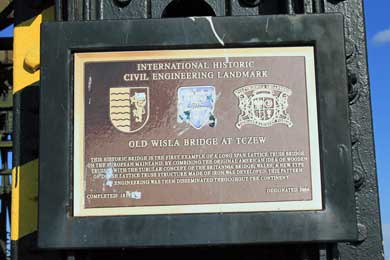 INTERNATIONAL HISTORIC
CIVIL ENGINEERING LANDMARK
OLD WISLA BRIDGE AT TCZEW
THIS HISTORIC BRIDGE IS THE FIRST EXAMPLE OF A LONG SPAN LATTICE TRUSS BRIDGE
ON THE EUROPEAN MAINLAND. BY COMBINING THE ORIGINAL AMERICAN IDEA OF WOODEN
TRUSSES WITH THE TUBULAR CONCEPT OF THE BRITANNIA BRIDGE, WALES, A NEW TYPE
OF LATTICE TRUSS STRUCTURE MADE OF IRON WAS DEVELOPED. THIS PATTERN
OF ENGINEERING WAS THEN DISSEMINATED THROUGHOUT THE CONTINENT.
COMPLETED DESIGNATED